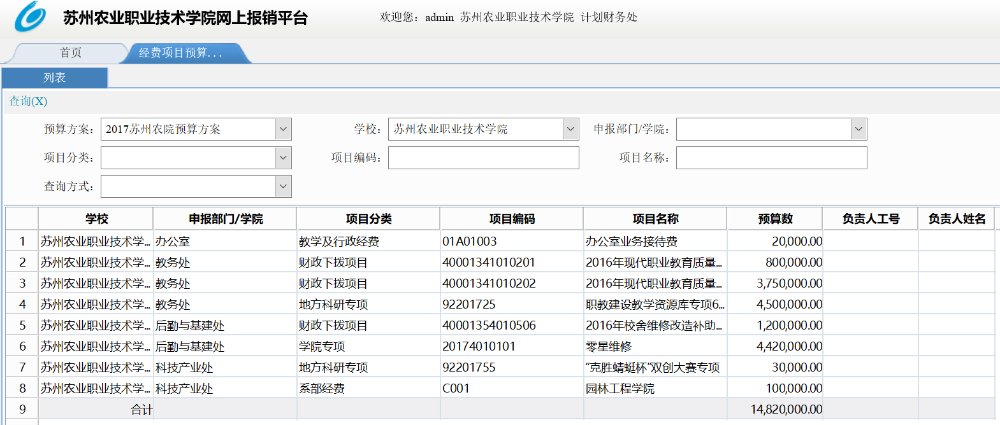 苏州农业职业技术学院网上报销平台 欢迎您：admin 苏州农业职业技术学院 计划财务处
首页 经费项目预算...
列表
查询(X)
预算方案： 2017苏州农院预算方案 学校： 苏州农业职业技术学院 申报部门/学院：
项目分类： 项目编码： 项目名称：
查询方式：
学校 申报部门/学院 项目分类 项目编码 项目名称 预算数 负责人工号 负责人姓名
1 苏州农业职业技术学... 办公室 教学及行政经费 01A01003 办公室业务接待费 20,000.00
2 苏州农业职业技术学... 教务处 财政下拨项目 40001341010201 2016年现代职业教育质量... 800,000.00
3 苏州农业职业技术学... 教务处 财政下拨项目 40001341010202 2016年现代职业教育质量... 3,750,000.00
4 苏州农业职业技术学... 教务处 地方科研专项 92201725 职教建设教学资源库专项6... 4,500,000.00
5 苏州农业职业技术学... 后勤与基建处 财政下拨项目 40001354010506 2016年校舍维修改造补助... 1,200,000.00
6 苏州农业职业技术学... 后勤与基建处 学院专项 20174010101 零星维修 4,420,000.00
7 苏州农业职业技术学... 科技产业处 地方科研专项 92201755 “克胜蜻蜓杯”双创大赛专项 30,000.00
8 苏州农业职业技术学... 科技产业处 系部经费 C001 园林工程学院 100,000.00
9 合计 14,820,000.00